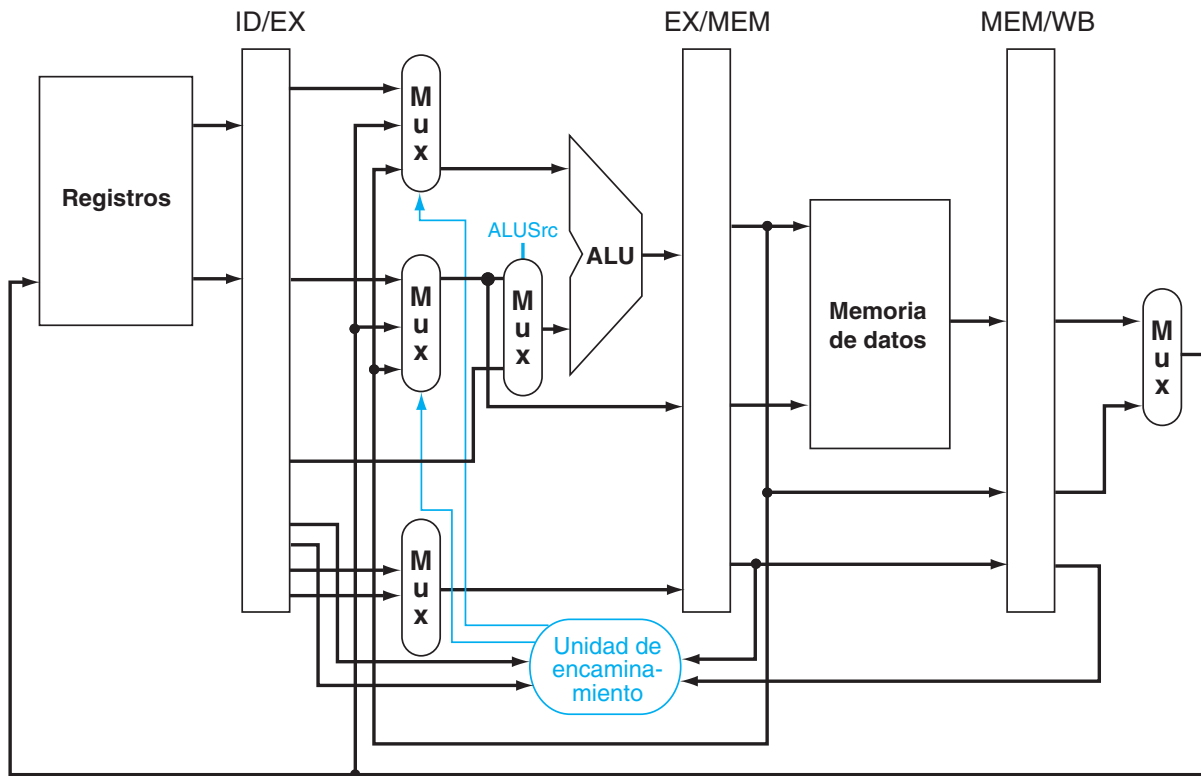 ID/EX
EX/MEM
MEM/WB
M
u
x
Registros
ALUSrc
ALU
M
u
x
M
u
x
Memoria
de datos
M
u
x
M
u
x
Unidad de
encamina-
miento